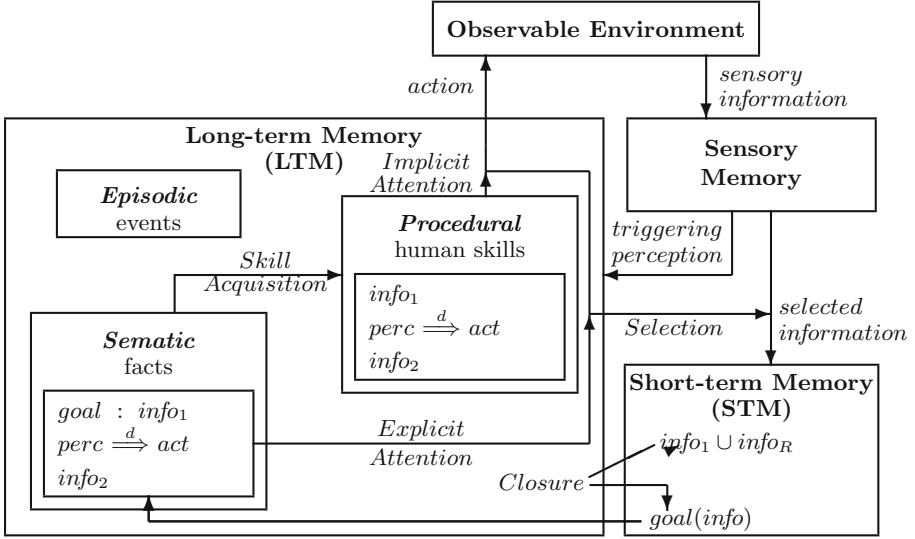 Observable Environment
action
sensory
information
Long-term Memory
(LTM)
Implicit
Attention
Sensory
Memory
Episodic
events
Procedural
human skills
triggering
perception
Skill
Acquisition
info₁
perc ⟹ᵈ act
info₂
Selection
selected
information
Sematic
facts
goal : info₁
perc ⟹ᵈ act
info₂
Explicit
Attention
Short-term Memory
(STM)
info₁ ∪ info_R
Closure
goal(info)